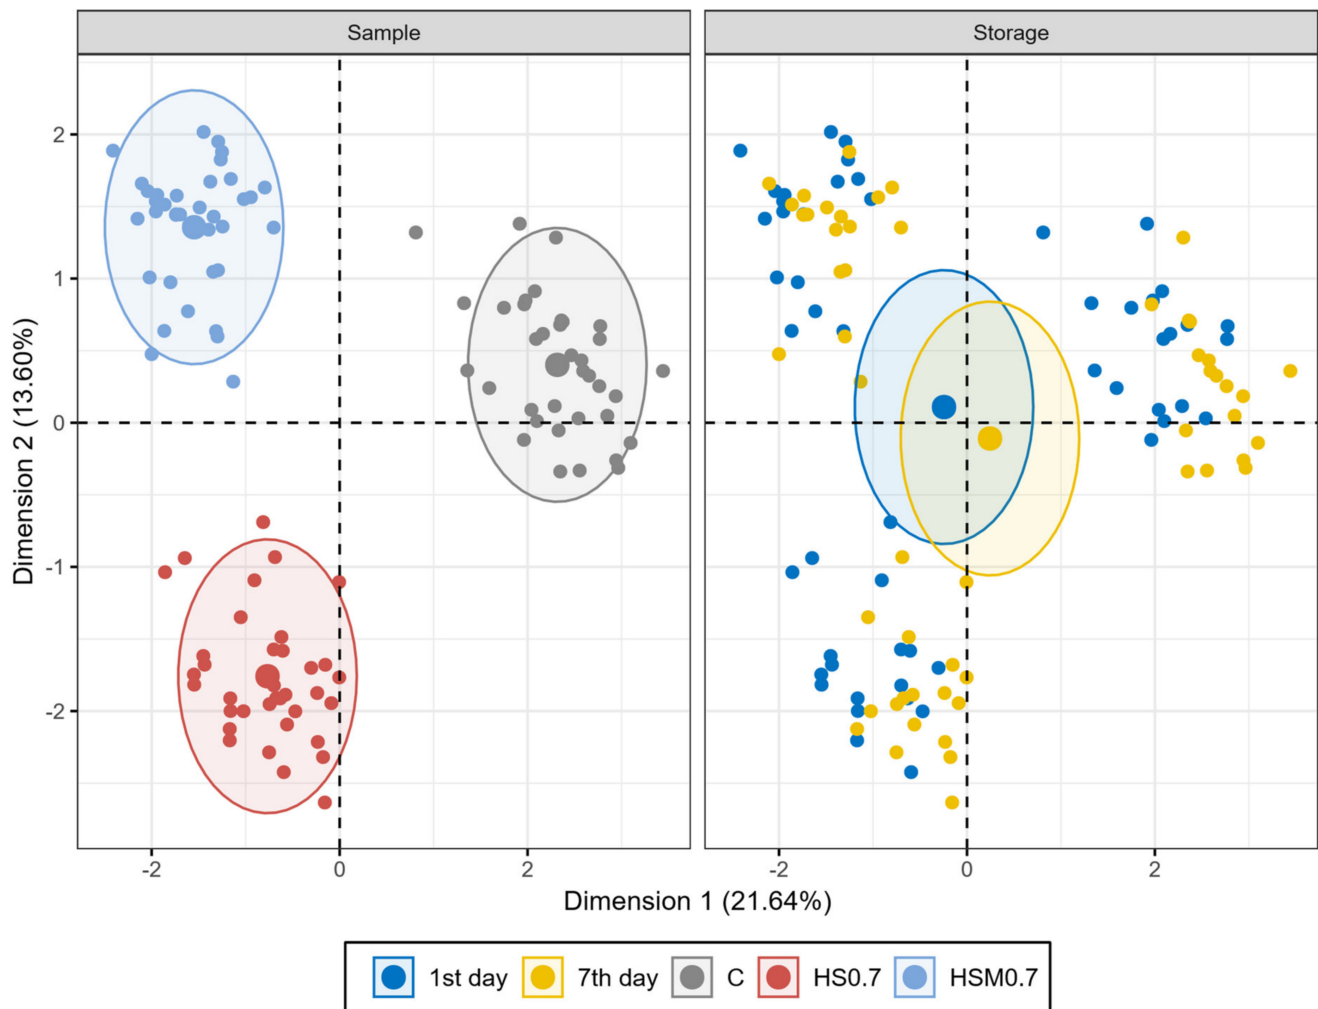 Sample
Storage
Dimension 2 (13.60%)
2
1
0
-1
-2
-2
0
2
-2
0
2
Dimension 1 (21.64%)
1st day
7th day
C
HS0.7
HSM0.7